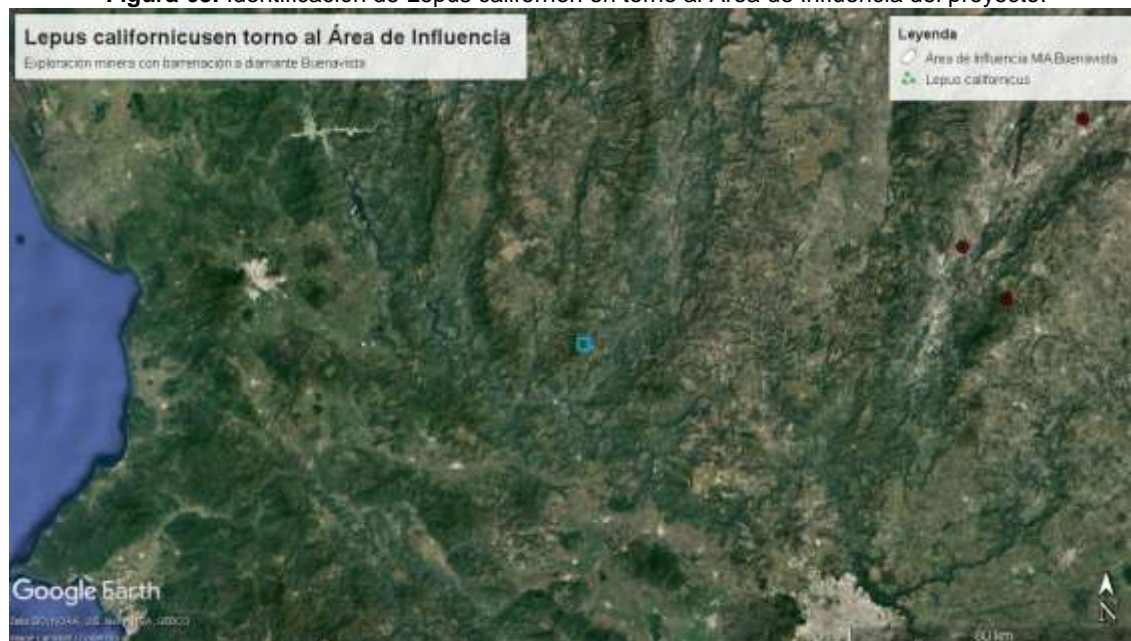 Lepus californicusen torno al Área de Influencia
Exploración minera con barrenación a diamante Buenavista
Leyenda
Área de Influencia MIA Buenavista
Lepus californicus
Google Earth
N
80 km